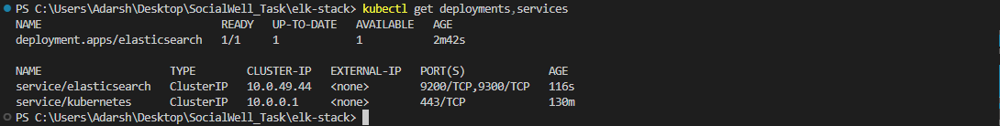 PS C:\Users\Adarsh\Desktop\SocialWell_Task\elk-stack> kubectl get deployments,services
NAME READY UP-TO-DATE AVAILABLE AGE
deployment.apps/elasticsearch 1/1 1 1 2m42s
NAME TYPE CLUSTER-IP EXTERNAL-IP PORT(S) AGE
service/elasticsearch ClusterIP 10.0.49.44 <none> 9200/TCP,9300/TCP 116s
service/kubernetes ClusterIP 10.0.0.1 <none> 443/TCP 130m
PS C:\Users\Adarsh\Desktop\SocialWell_Task\elk-stack>